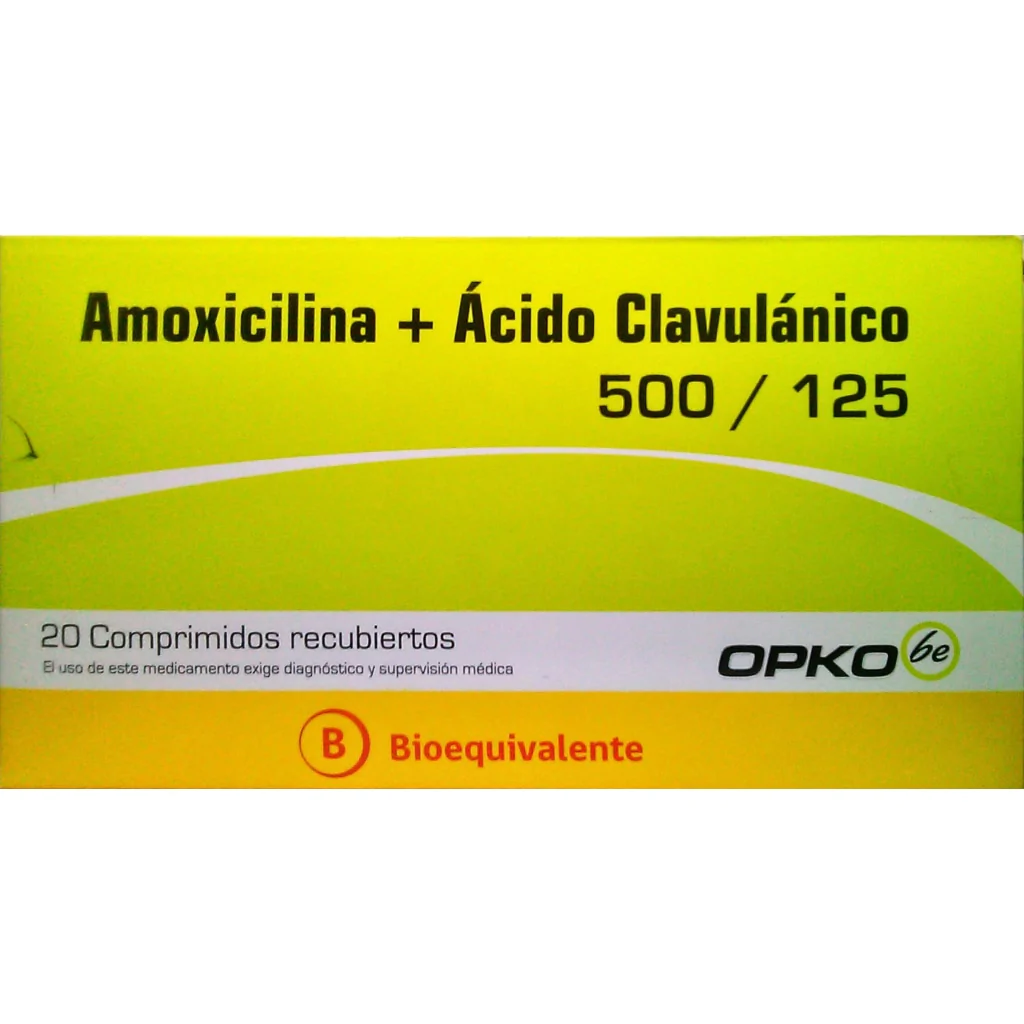 Amoxicilina + Ácido Clavulánico
500 / 125
20 Comprimidos recubiertos
El uso de este medicamento exige diagnóstico y supervisión médica
OPKO be
B Bioequivalente